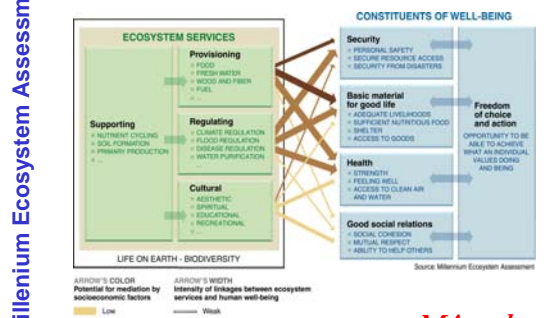 illenium Ecosystem Assessm
CONSTITUENTS OF WELL-BEING
ECOSYSTEM SERVICES
Provisioning
FOOD
FRESH WATER
WOOD AND FIBER
FUEL
...
Supporting
NUTRIENT CYCLING
SOIL FORMATION
PRIMARY PRODUCTION
...
Regulating
CLIMATE REGULATION
FLOOD REGULATION
DISEASE REGULATION
WATER PURIFICATION
...
Cultural
AESTHETIC
SPIRITUAL
EDUCATIONAL
RECREATIONAL
...
LIFE ON EARTH - BIODIVERSITY
Security
PERSONAL SAFETY
SECURE RESOURCE ACCESS
SECURITY FROM DISASTERS
Basic material
for good life
ADEQUATE LIVELIHOODS
SUFFICIENT NUTRITIOUS FOOD
SHELTER
ACCESS TO GOODS
Health
STRENGTH
FEELING WELL
ACCESS TO CLEAN AIR
AND WATER
Good social relations
SOCIAL COHESION
MUTUAL RESPECT
ABILITY TO HELP OTHERS
Freedom
of choice
and action
OPPORTUNITY TO BE
ABLE TO ACHIEVE
WHAT AN INDIVIDUAL
VALUES DOING
AND BEING
Source: Millennium Ecosystem Assessment
ARROW'S COLOR
Potential for mediation by
socioeconomic factors
Low
ARROW'S WIDTH
Intensity of linkages between ecosystem
services and human well-being
Weak